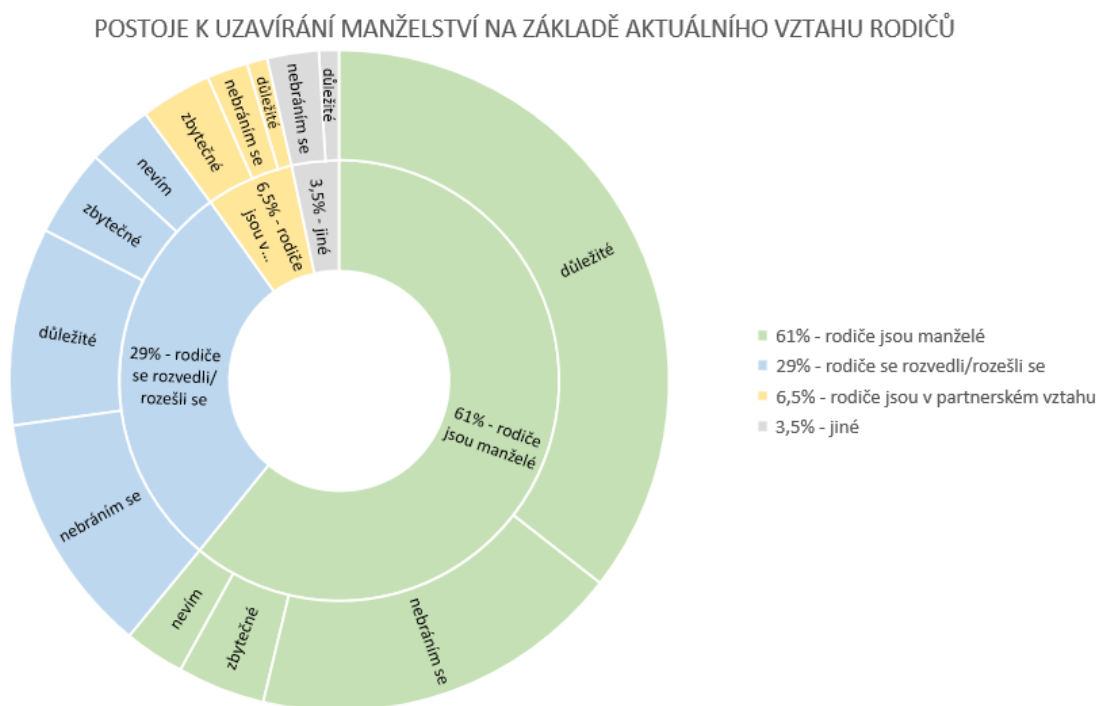 POSTOJE K UZAVÍRÁNÍ MANŽELSTVÍ NA ZÁKLADĚ AKTUÁLNÍHO VZTAHU RODIČŮ
důležité
nebráním se
zbytečné
nevím
nebráním se
důležité
zbytečné
nevím
zbytečné
nebráním se
důležité
nebráním se
důležité
61% - rodiče
jsou manželé
29% - rodiče
se rozvedli/
rozešli se
6,5% - rodiče
jsou v...
3,5% - jiné
61% - rodiče jsou manželé
29% - rodiče se rozvedli/rozešli se
6,5% - rodiče jsou v partnerském vztahu
3,5% - jiné